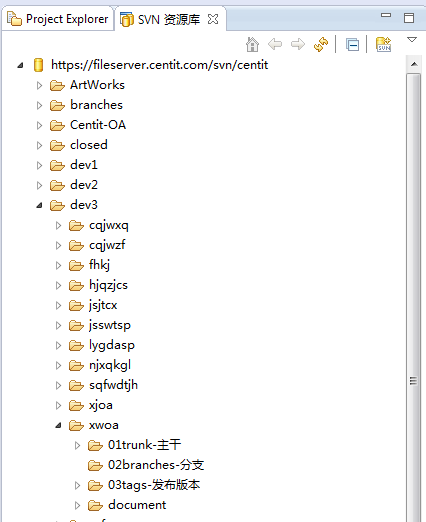 Project Explorer SVN 资源库
SVN
https://fileserver.centit.com/svn/centit
ArtWorks
branches
Centit-OA
closed
dev1
dev2
dev3
cqjwxq
cqjwzf
fhkj
hjqzjcs
jsjtcx
jsswtsp
lygdasp
njxqkgl
sqfwdtjh
xjoa
xwoa
01trunk-主干
02branches-分支
03tags-发布版本
document